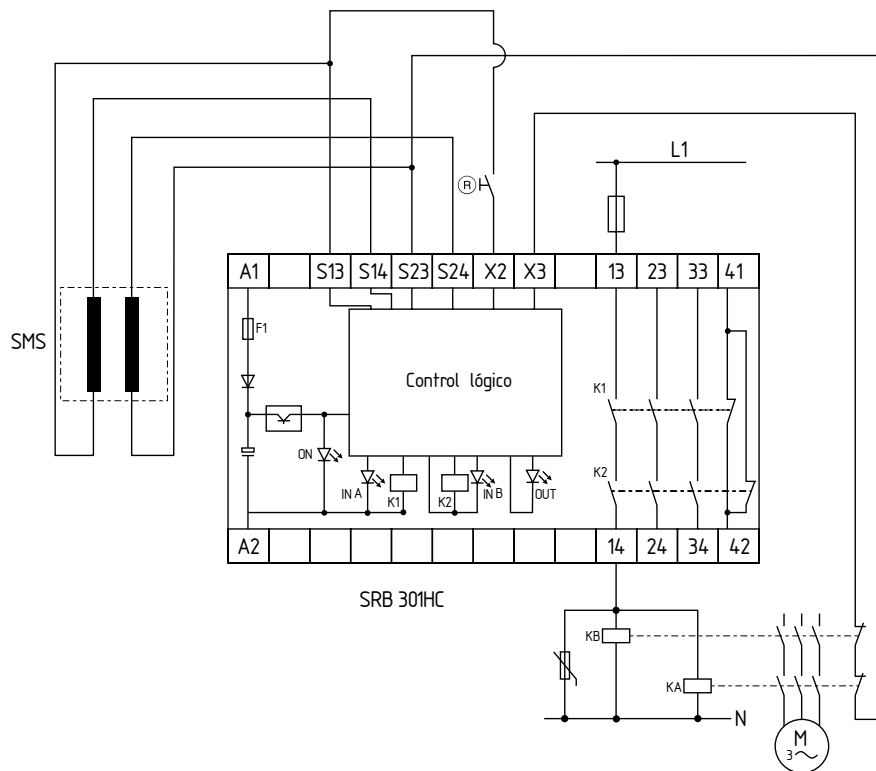 L1
R
A1 S13 S14 S23 S24 X2 X3 13 23 33 41
F1
SMS
Control lógico
K1
ON
K2
IN A
K1
K2
IN B
OUT
A2 14 24 34 42
SRB 301HC
KB
KA
N
M
3